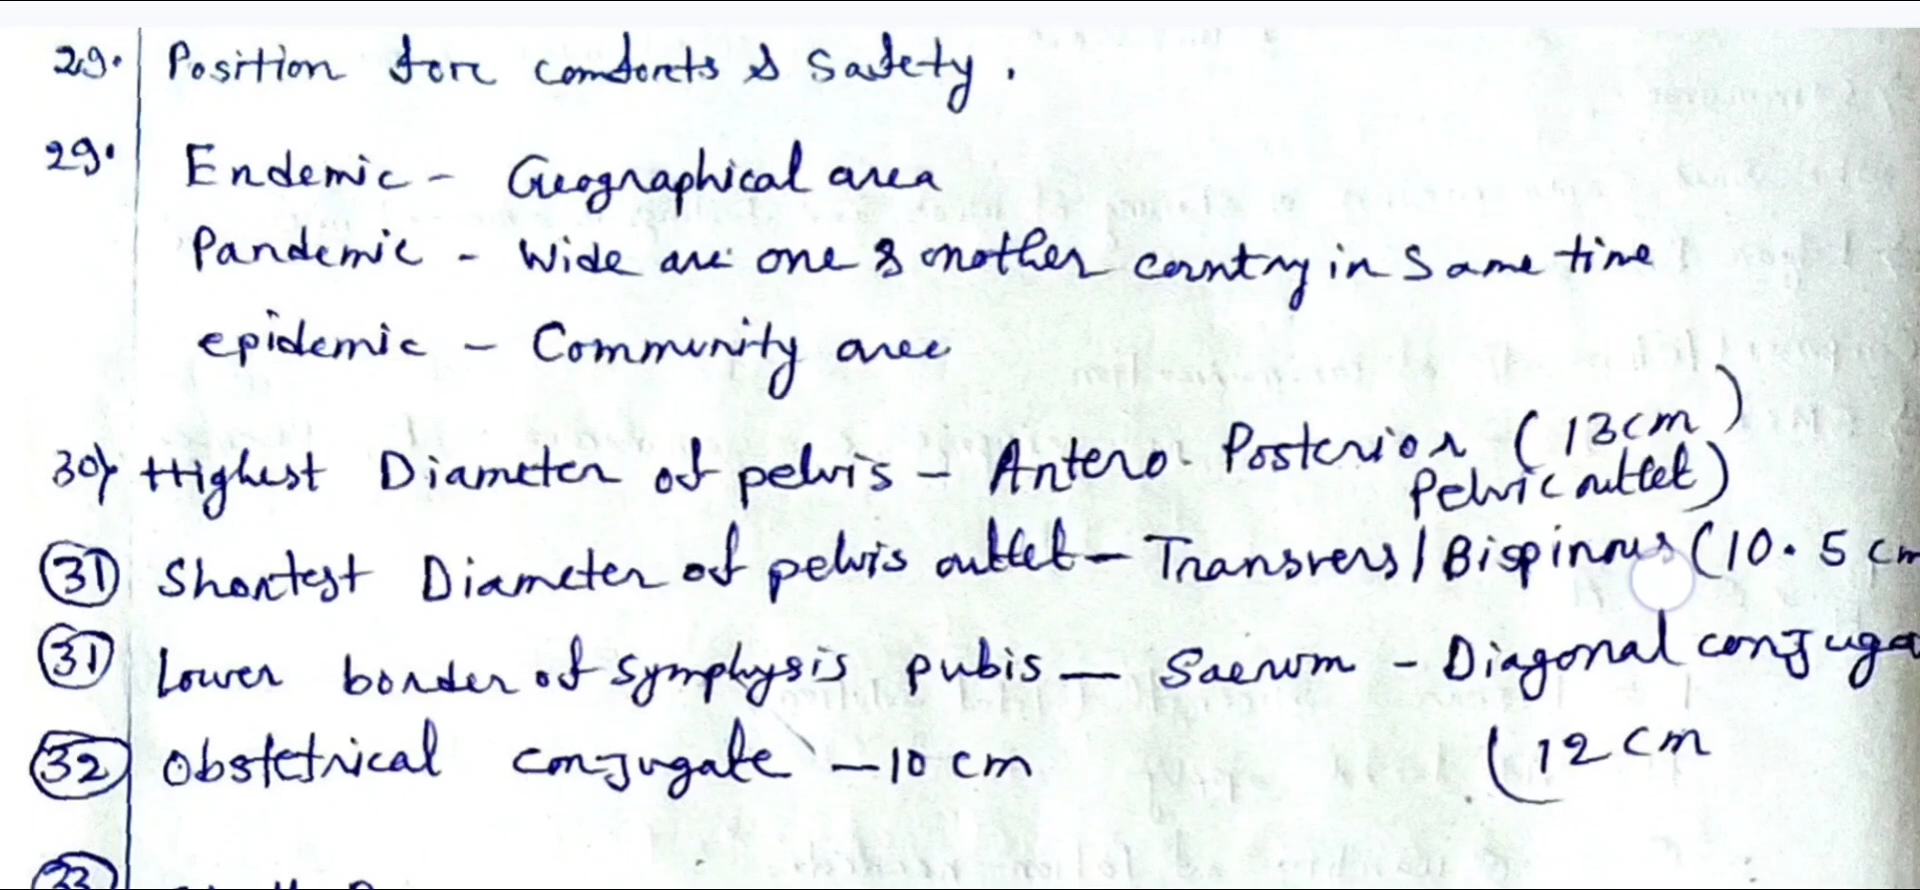 29. Position for comforts & Safety.
29. Endemic - Geographical area
Pandemic - Wide are one & another country in Same time
epidemic - Community area
30) Highest Diameter of pelvis - Antero-Posterior (13cm)
Pelvic outlet)
31 Shortest Diameter of pelvis outlet - Transvers/Bispinous (10.5 cm
31 Lower border of Symphysis pubis - Sacrum - Diagonal conjuga
(12 cm
32 Obstetrical conjugate - 10 cm
33